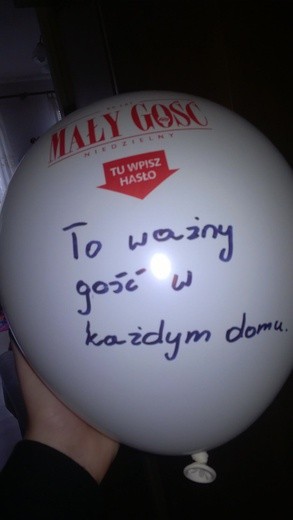 MAŁY GOŚĆ
NIEDZIELNY
TU WPISZ
HASŁO
To ważny
gość w
każdym domu.